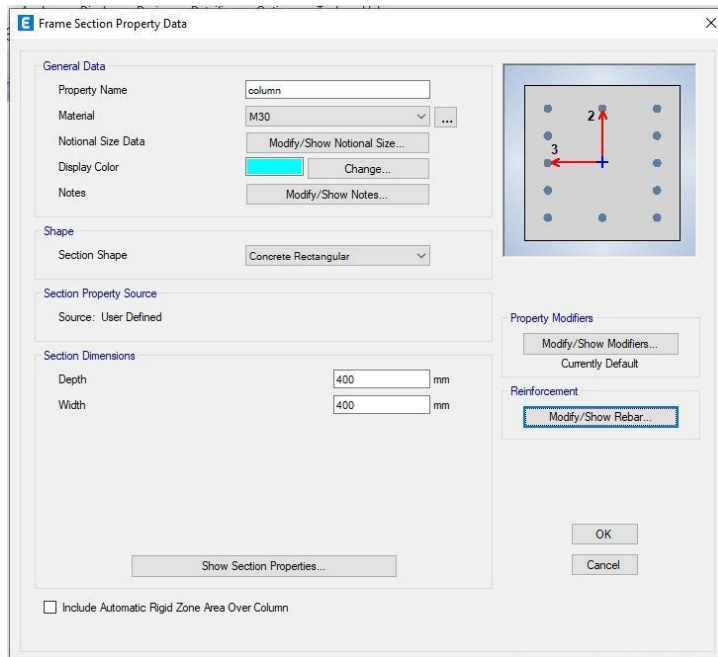 E Frame Section Property Data
General Data
Property Name column
Material M30 ...
Notional Size Data Modify/Show Notional Size...
Display Color Change...
Notes Modify/Show Notes...
2
3
Shape
Section Shape Concrete Rectangular
Section Property Source
Source: User Defined
Property Modifiers
Modify/Show Modifiers...
Currently Default
Section Dimensions
Depth 400 mm
Width 400 mm
Reinforcement
Modify/Show Rebar...
Show Section Properties...
OK
Cancel
Include Automatic Rigid Zone Area Over Column